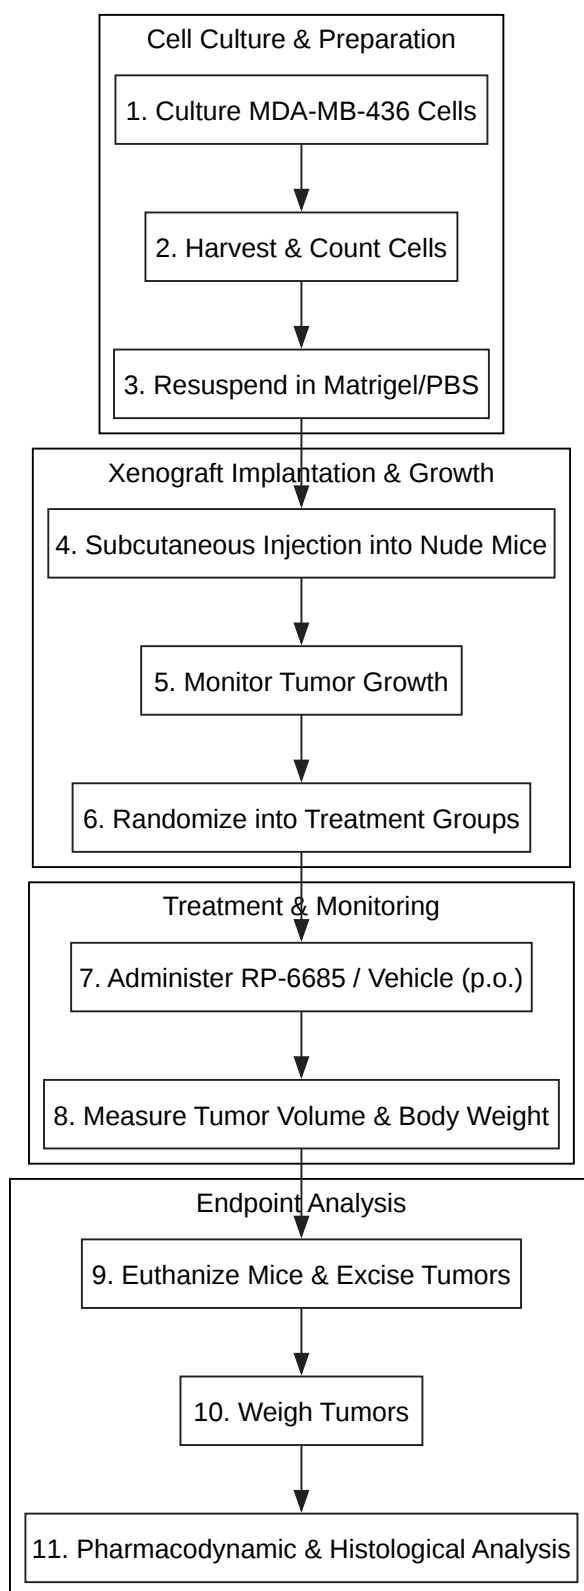 Cell Culture & Preparation
1. Culture MDA-MB-436 Cells
2. Harvest & Count Cells
3. Resuspend in Matrigel/PBS
Xenograft Implantation & Growth
4. Subcutaneous Injection into Nude Mice
5. Monitor Tumor Growth
6. Randomize into Treatment Groups
Treatment & Monitoring
7. Administer RP-6685 / Vehicle (p.o.)
8. Measure Tumor Volume & Body Weight
Endpoint Analysis
9. Euthanize Mice & Excise Tumors
10. Weigh Tumors
11. Pharmacodynamic & Histological Analysis